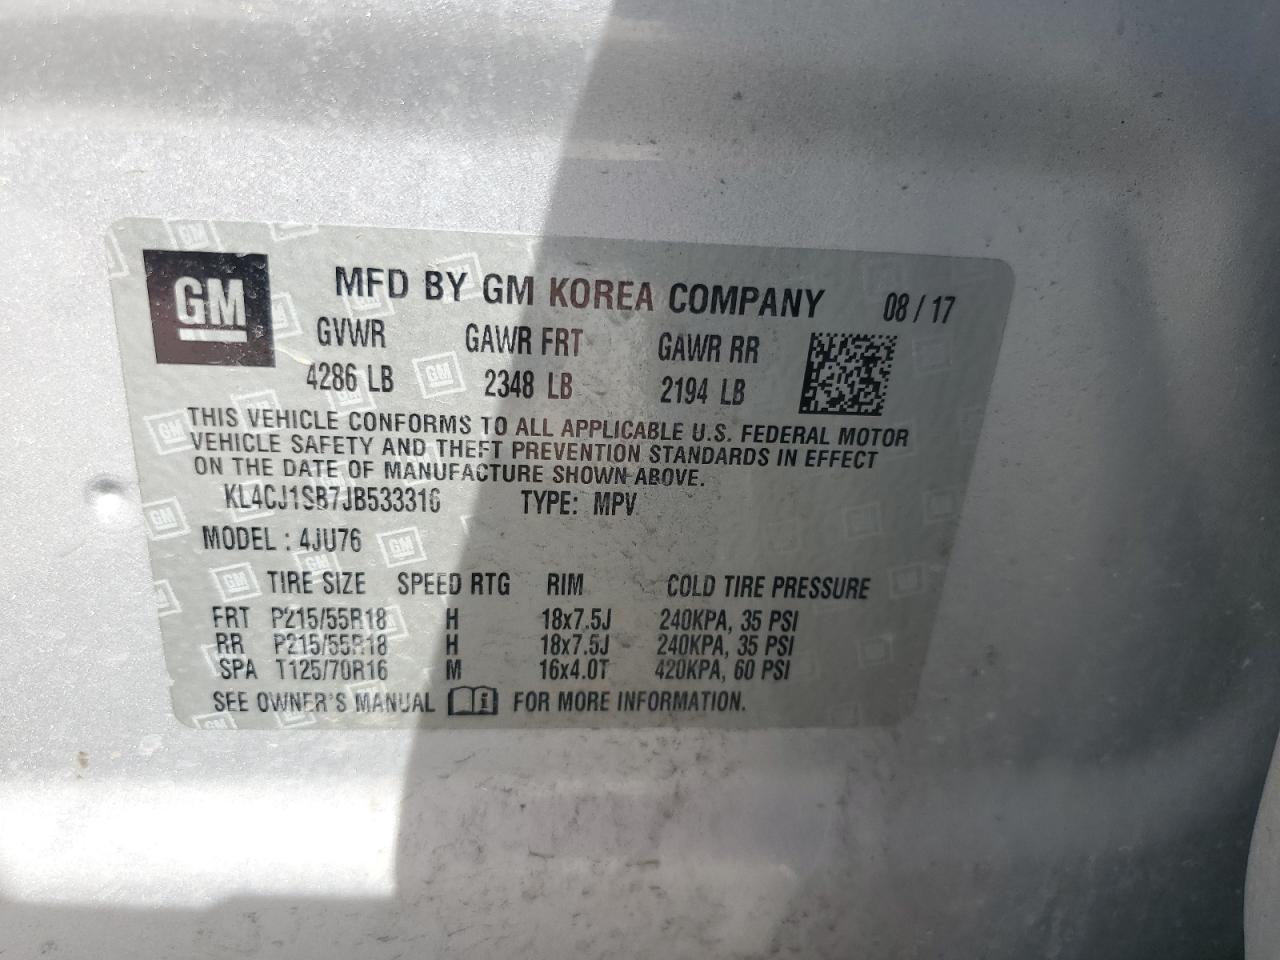 GM MFD BY GM KOREA COMPANY 08 / 17
GVWR GAWR FRT GAWR RR
4286 LB 2348 LB 2194 LB
THIS VEHICLE CONFORMS TO ALL APPLICABLE U.S. FEDERAL MOTOR
VEHICLE SAFETY AND THEFT PREVENTION STANDARDS IN EFFECT
ON THE DATE OF MANUFACTURE SHOWN ABOVE.
KL4CJ1SB7JB533316 TYPE: MPV
MODEL : 4JU76
TIRE SIZE SPEED RTG RIM COLD TIRE PRESSURE
FRT P215/55R18 H 18x7.5J 240KPA, 35 PSI
RR P215/55R18 H 18x7.5J 240KPA, 35 PSI
SPA T125/70R16 M 16x4.0T 420KPA, 60 PSI
SEE OWNER'S MANUAL FOR MORE INFORMATION.